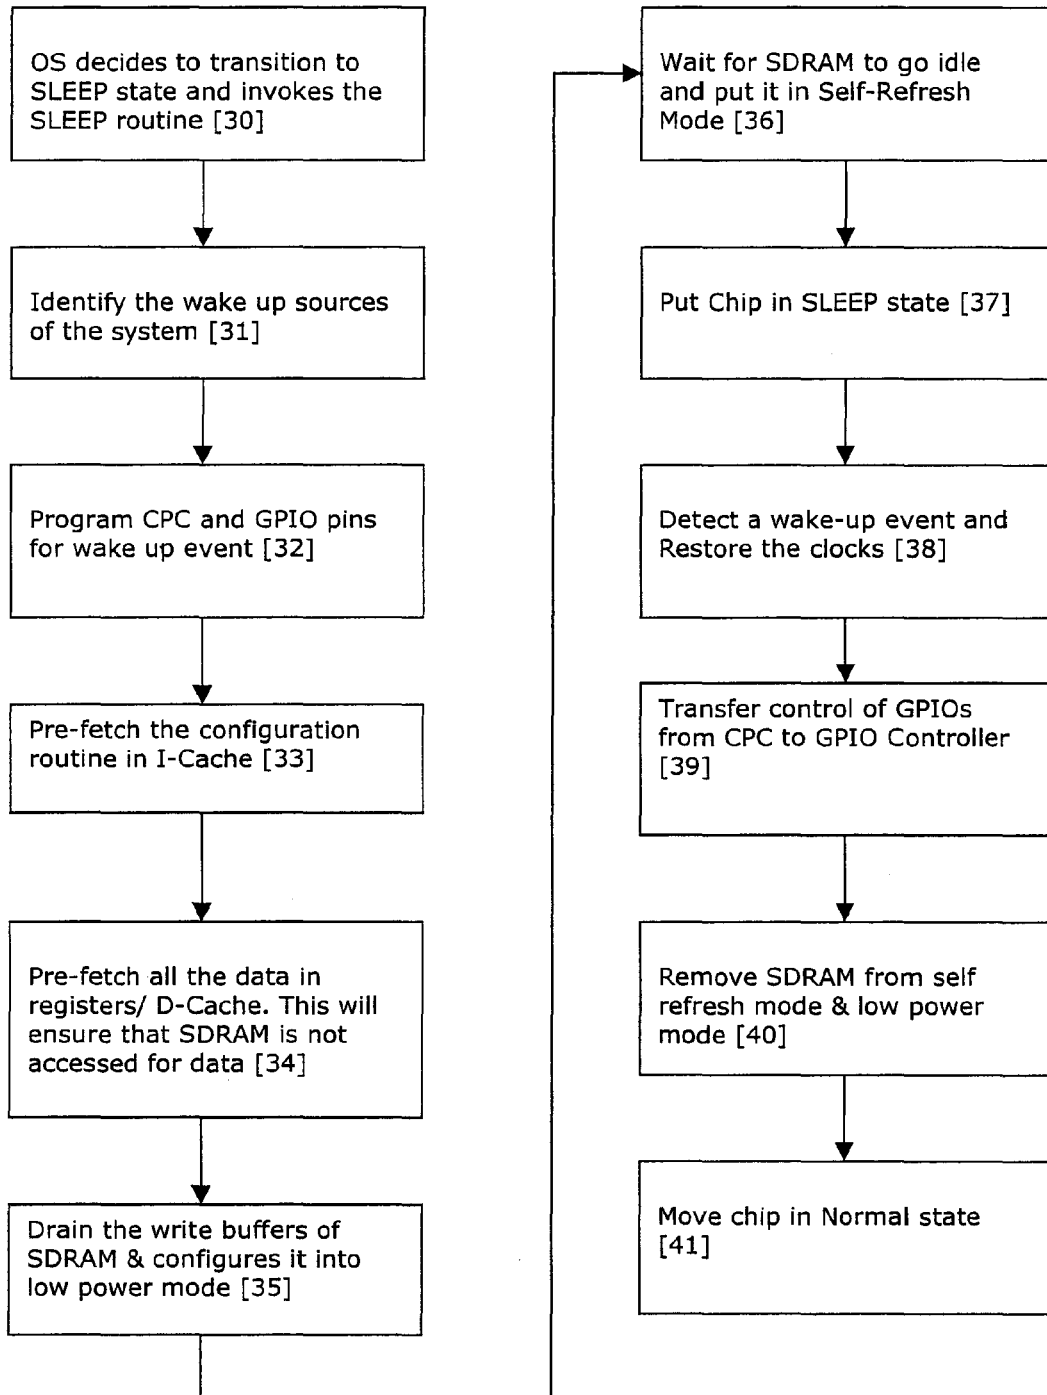 OS decides to transition to
SLEEP state and invokes the
SLEEP routine [30]
Identify the wake up sources
of the system [31]
Program CPC and GPIO pins
for wake up event [32]
Pre-fetch the configuration
routine in I-Cache [33]
Pre-fetch all the data in
registers/ D-Cache. This will
ensure that SDRAM is not
accessed for data [34]
Drain the write buffers of
SDRAM & configures it into
low power mode [35]
Wait for SDRAM to go idle
and put it in Self-Refresh
Mode [36]
Put Chip in SLEEP state [37]
Detect a wake-up event and
Restore the clocks [38]
Transfer control of GPIOs
from CPC to GPIO Controller
[39]
Remove SDRAM from self
refresh mode & low power
mode [40]
Move chip in Normal state
[41]